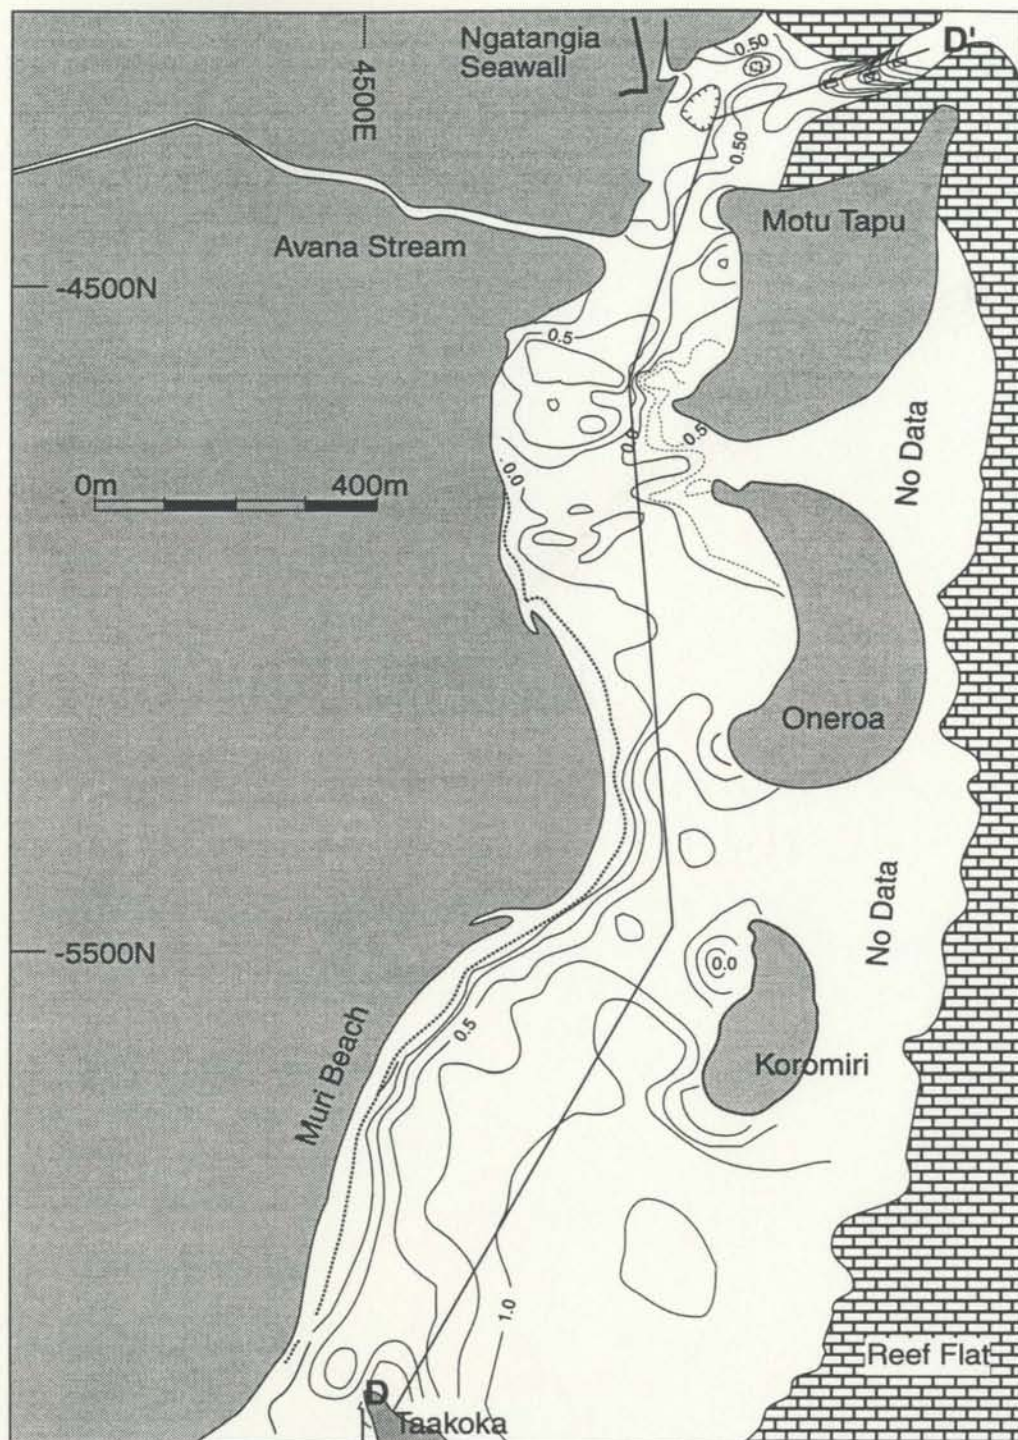 Ngatangia
Seawall
4500E
0.50
D'
0.50
Motu Tapu
Avana Stream
-4500N
0.5
0.0
0.5
No Data
0.0
0m 400m
Oneroa
No Data
0.0
-5500N
0.5
Koromiri
Muri Beach
1.0
Reef Flat
D
Taakoka